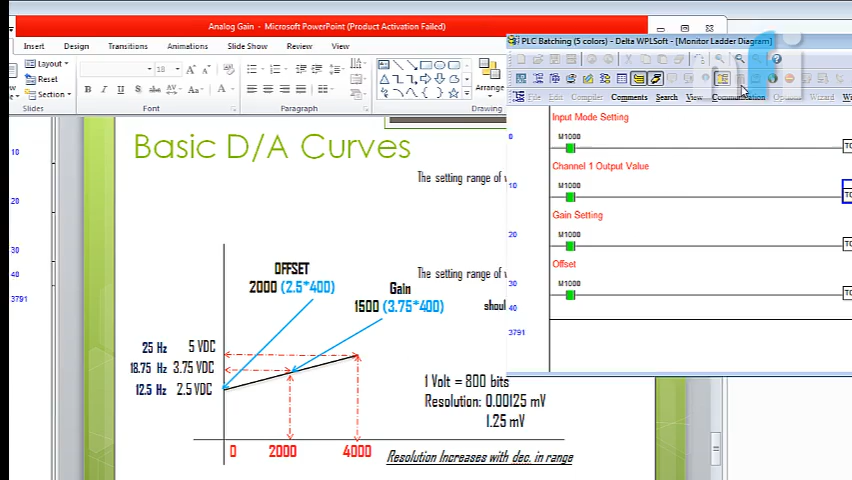 Analog Gain - Microsoft PowerPoint (Product Activation Failed)
Insert Design Transitions Animations Slide Show Review View
Layout
Reset
Section
Slides
18
B I U S
Font
Paragraph
Arrange
Drawing
10
20
30
40
3791
Basic D/A Curves
The setting range of v
The setting range of v
shoul
OFFSET
2000 (2.5*400)
Gain
1500 (3.75*400)
25 Hz 5 VDC
18.75 Hz 3.75 VDC
12.5 Hz 2.5 VDC
0 2000 4000
1 Volt = 800 bits
Resolution: 0.00125 mV
1.25 mV
Resolution Increases with dec. in range
PLC Batching (5 colors) - Delta WPLSoft - [Monitor Ladder Diagram]
File Edit Compiler Comments Search View Communication Options Wizard
0
Input Mode Setting
M1000
TO
10
Channel 1 Output Value
M1000
TO
20
Gain Setting
M1000
TO
30
Offset
M1000
TO
3791